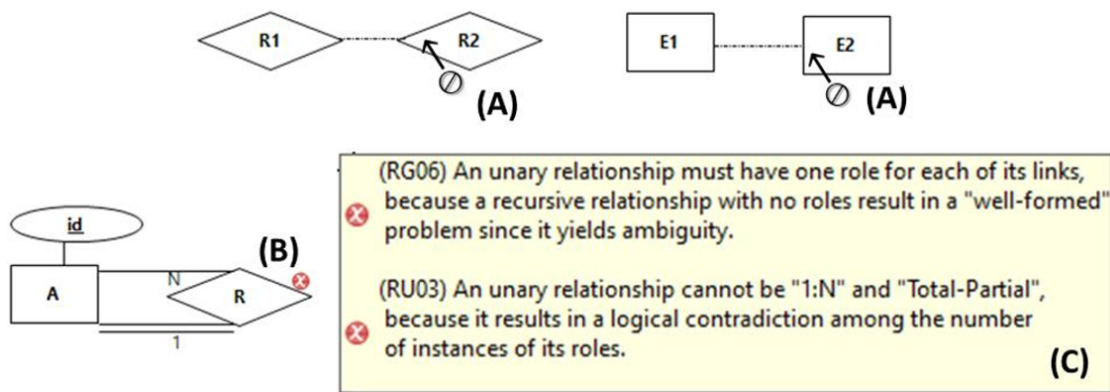 R1 R2 E1 E2
(A) (A)
(RG06) An unary relationship must have one role for each of its links,
because a recursive relationship with no roles result in a "well-formed"
problem since it yields ambiguity.
id
(B)
N
A R
1
(RU03) An unary relationship cannot be "1:N" and "Total-Partial",
because it results in a logical contradiction among the number
of instances of its roles.
(C)